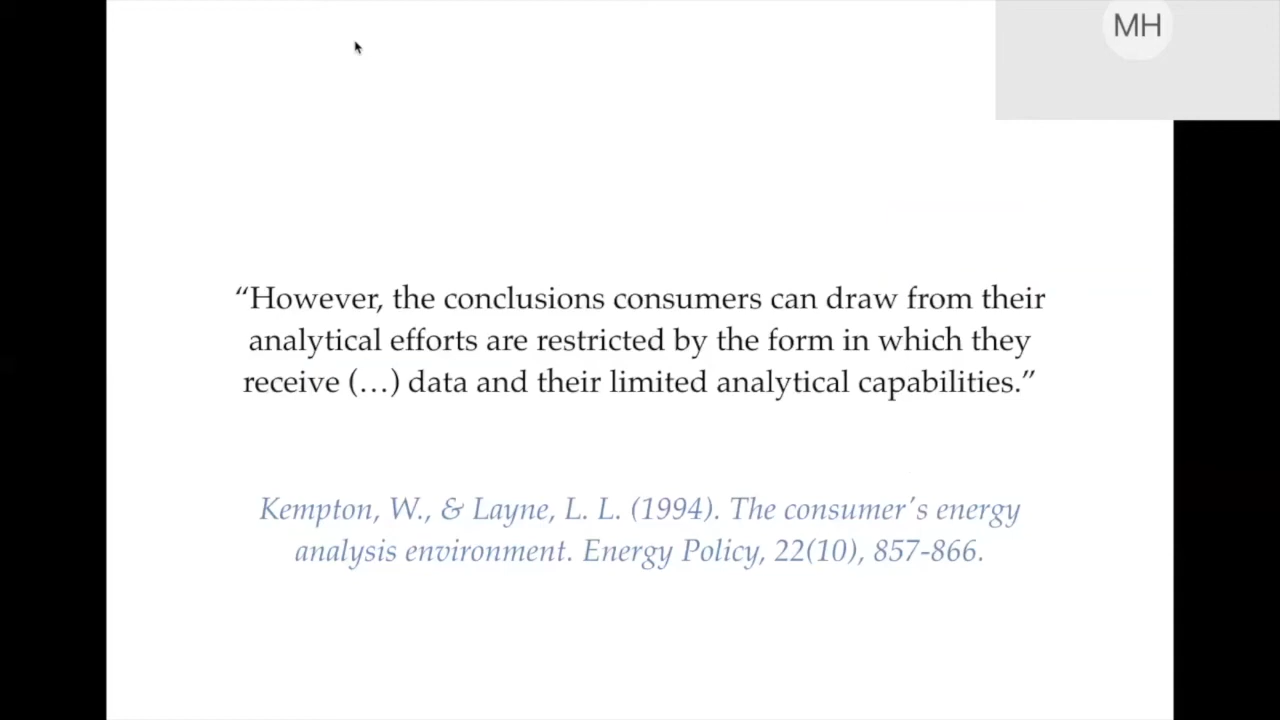 MH
“However, the conclusions consumers can draw from their
analytical efforts are restricted by the form in which they
receive (…) data and their limited analytical capabilities.”
Kempton, W., & Layne, L. L. (1994). The consumer's energy
analysis environment. Energy Policy, 22(10), 857-866.